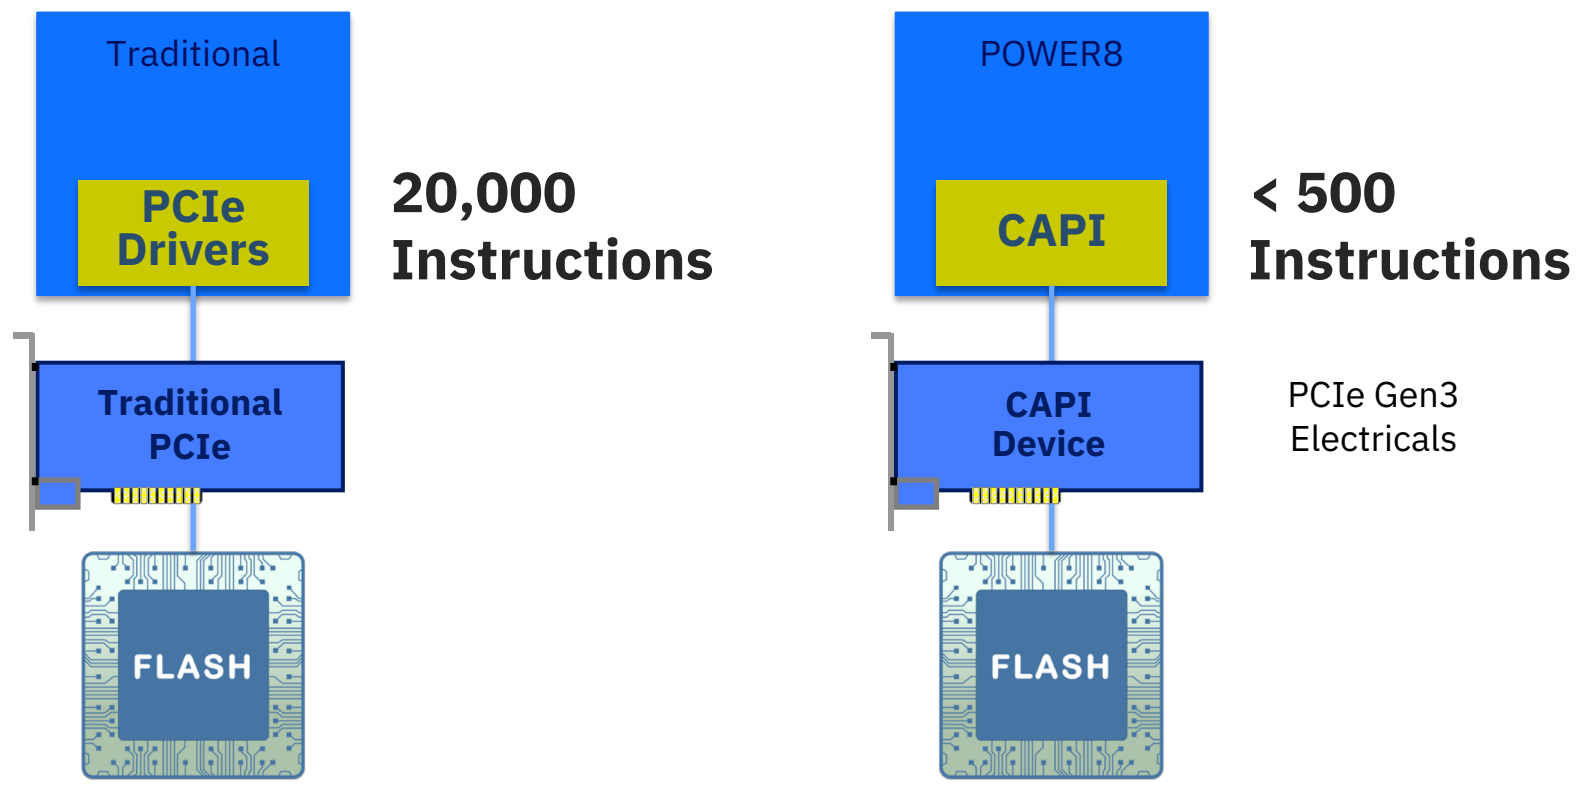 Traditional
PCIe
Drivers
20,000
Instructions
Traditional
PCIe
FLASH
POWER8
CAPI
< 500
Instructions
CAPI
Device
PCIe Gen3
Electricals
FLASH